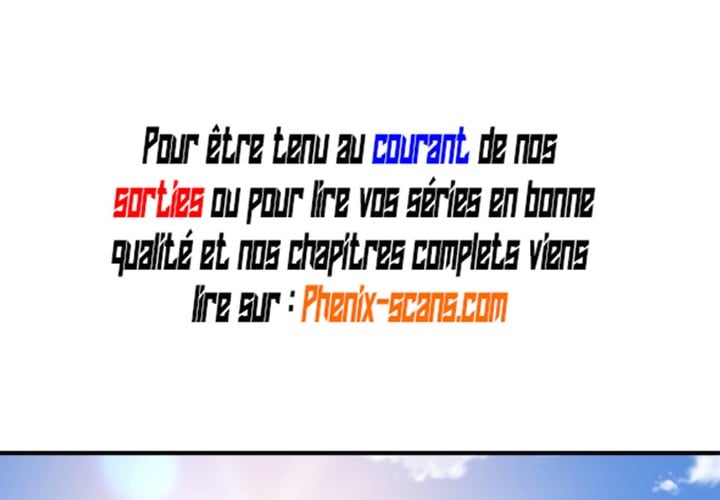 Pour être tenu au courant de nos
sorties ou pour lire vos séries en bonne
qualité et nos chapitres complets viens
lire sur : Phenix-scans.com